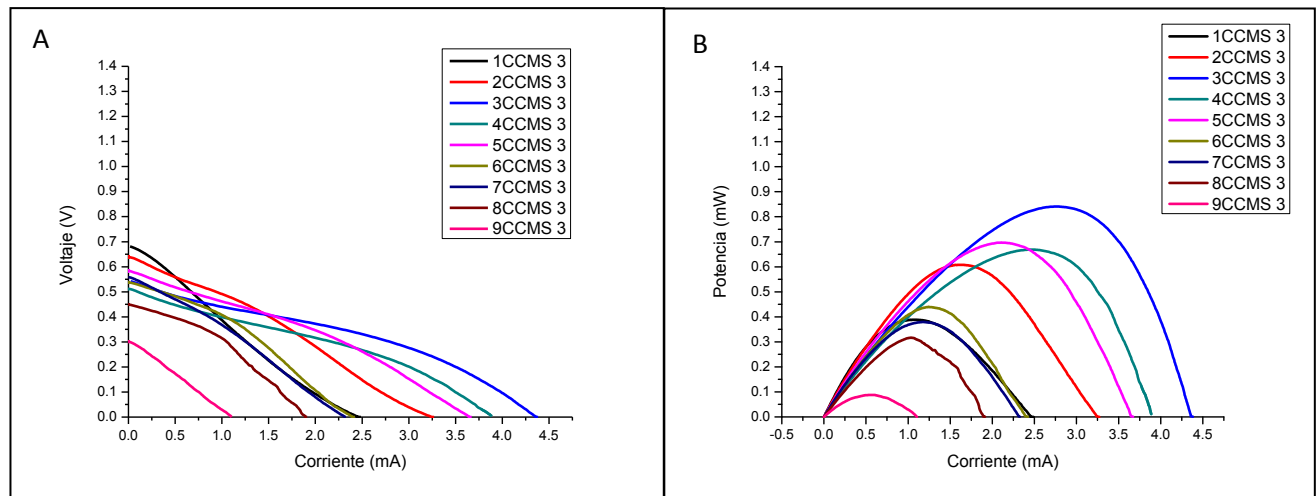 A
1CCMS 3
2CCMS 3
3CCMS 3
4CCMS 3
5CCMS 3
6CCMS 3
7CCMS 3
8CCMS 3
9CCMS 3
1.4
1.3
1.2
1.1
1.0
0.9
0.8
0.7
0.6
0.5
0.4
0.3
0.2
0.1
0.0
Voltaje (V)
0.0 0.5 1.0 1.5 2.0 2.5 3.0 3.5 4.0 4.5
Corriente (mA)
B
1CCMS 3
2CCMS 3
3CCMS 3
4CCMS 3
5CCMS 3
6CCMS 3
7CCMS 3
8CCMS 3
9CCMS 3
1.4
1.3
1.2
1.1
1.0
0.9
0.8
0.7
0.6
0.5
0.4
0.3
0.2
0.1
0.0
Potencia (mW)
-0.5 0.0 0.5 1.0 1.5 2.0 2.5 3.0 3.5 4.0 4.5
Corriente (mA)